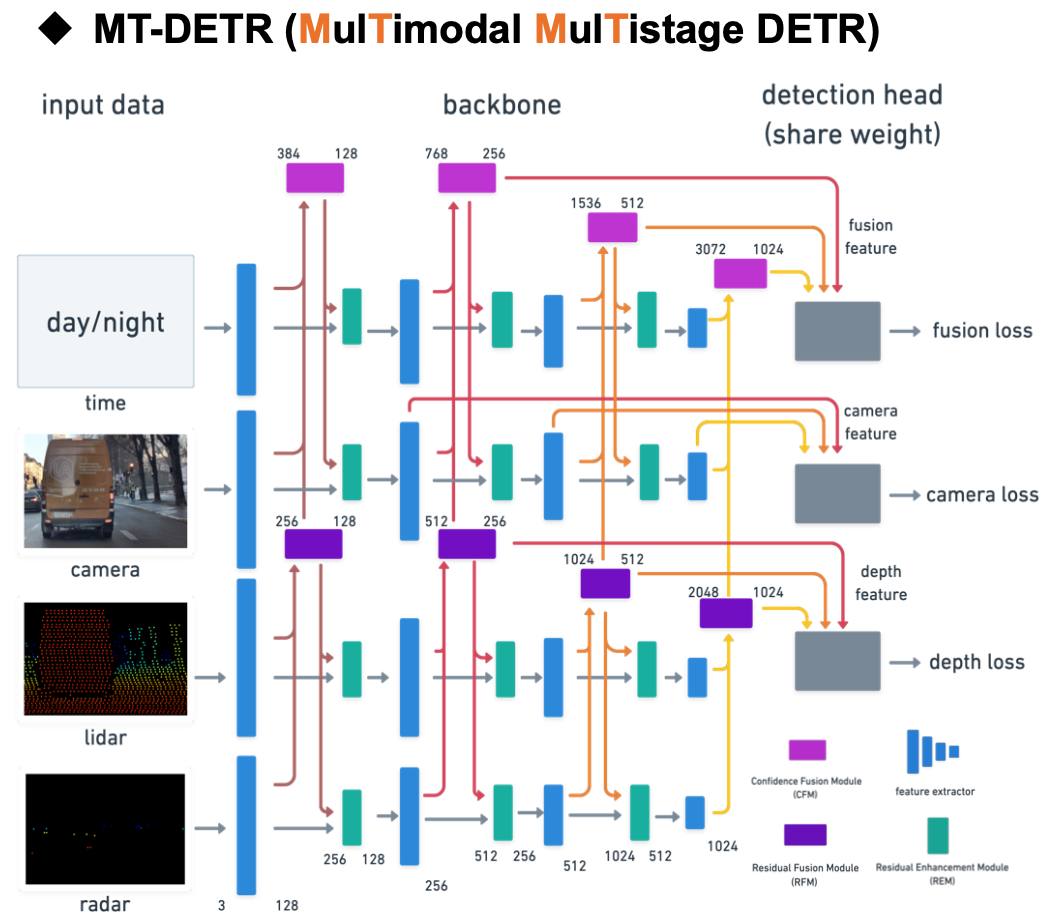 ◆ MT-DETR (MulTimodal MulTistage DETR)
input data
backbone
detection head
(share weight)
384 128
768 256
1536 512
3072 1024
fusion
feature
day/night
time
fusion loss
camera
feature
camera
camera loss
256 128
512 256
1024 512
2048 1024
depth
feature
lidar
depth loss
Confidence Fusion Module
(CFM)
feature extractor
Residual Fusion Module
(RFM)
Residual Enhancement Module
(REM)
256 128
512 256
512
1024 512
1024
256
radar
3 128